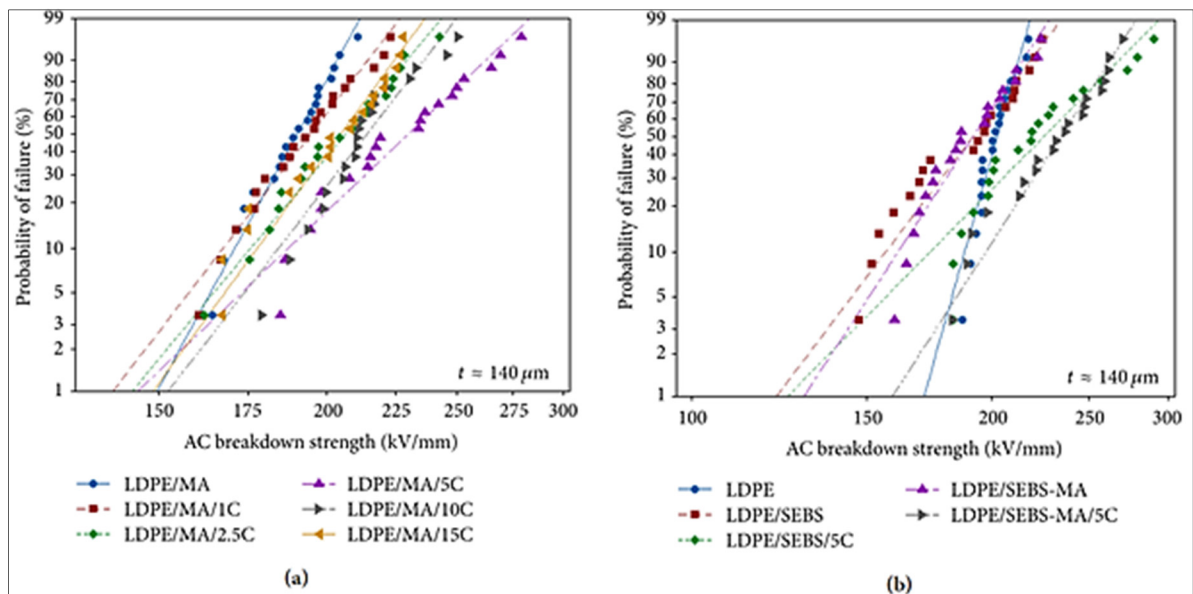 99
90
80
70
60
50
40
30
20
10
5
3
2
1
Probability of failure (%)
150
175
200
225
250
275
300
AC breakdown strength (kV/mm)
t ≈ 140 μm
LDPE/MA
LDPE/MA/1C
LDPE/MA/2.5C
LDPE/MA/5C
LDPE/MA/10C
LDPE/MA/15C
(a)
99
90
80
70
60
50
40
30
20
10
5
3
2
1
Probability of failure (%)
100
150
200
250
300
AC breakdown strength (kV/mm)
t ≈ 140 μm
LDPE
LDPE/SEBS
LDPE/SEBS/5C
LDPE/SEBS-MA
LDPE/SEBS-MA/5C
(b)